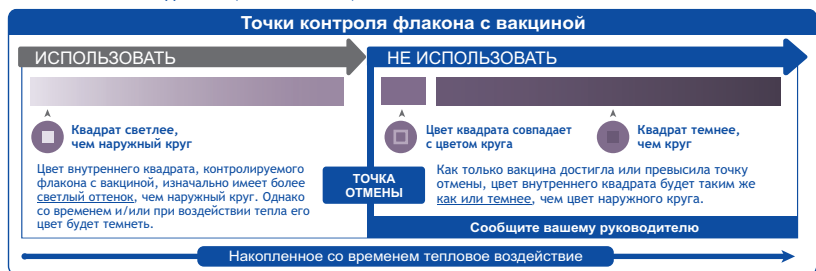 Точки контроля флакона с вакциной
ИСПОЛЬЗОВАТЬ
НЕ ИСПОЛЬЗОВАТЬ
Квадрат светлее,
чем наружный круг
Цвет квадрата совпадает
с цветом круга
Квадрат темнее,
чем круг
Цвет внутреннего квадрата, контролируемого
флакона с вакциной, изначально имеет более
светлый оттенок, чем наружный круг. Однако
со временем и/или при воздействии тепла его
цвет будет темнеть.
ТОЧКА
ОТМЕНЫ
Как только вакцина достигла или превысила точку
отмены, цвет внутреннего квадрата будет таким же
как или темнее, чем цвет наружного круга.
Сообщите вашему руководителю
Накопленное со временем тепловое воздействие